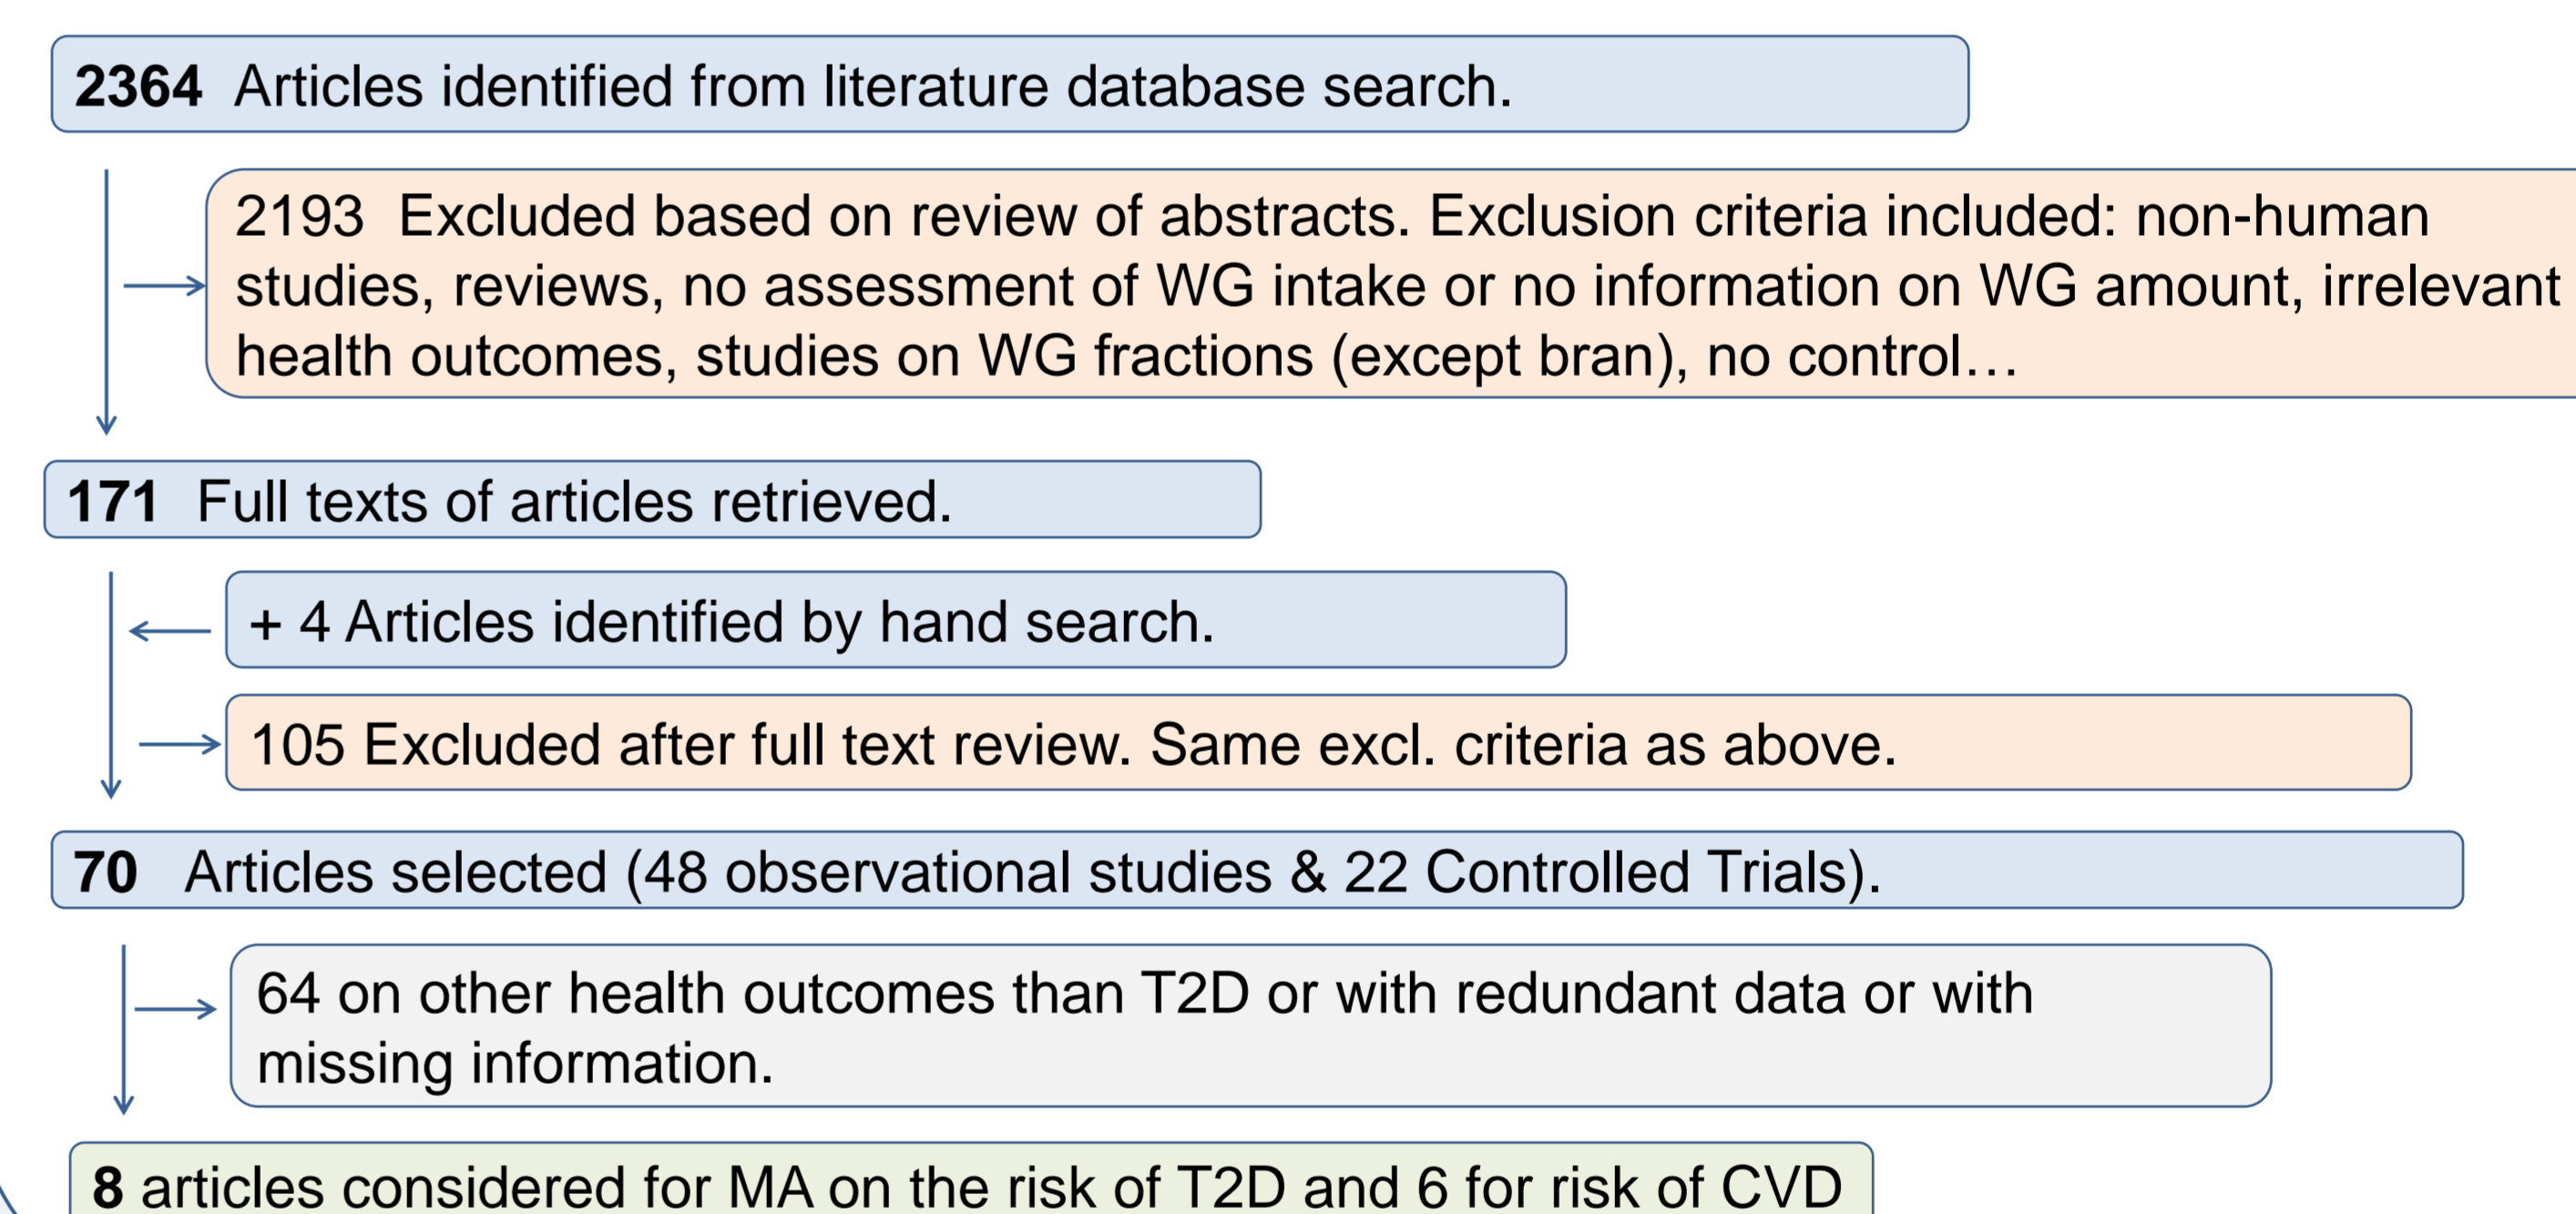 2364 Articles identified from literature database search.
2193 Excluded based on review of abstracts. Exclusion criteria included: non-human
studies, reviews, no assessment of WG intake or no information on WG amount, irrelevant
health outcomes, studies on WG fractions (except bran), no control…
171 Full texts of articles retrieved.
+ 4 Articles identified by hand search.
105 Excluded after full text review. Same excl. criteria as above.
70 Articles selected (48 observational studies & 22 Controlled Trials).
64 on other health outcomes than T2D or with redundant data or with
missing information.
8 articles considered for MA on the risk of T2D and 6 for risk of CVD